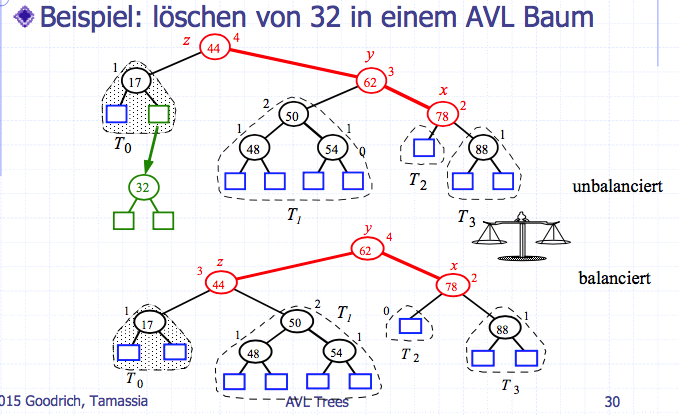 Beispiel: löschen von 32 in einem AVL Baum
z 44 4
y
62 3
1 17
x
78 2
2 50
1 48
54 1
0
88 1
T0
T2
32
T1
T3
unbalanciert
y
62 4
balanciert
3 z
44
x
78 2
1 17
50 2
T1
0
88 1
1 48
54 1
T0
T2
T3
015 Goodrich, Tamassia
AVL Trees
30